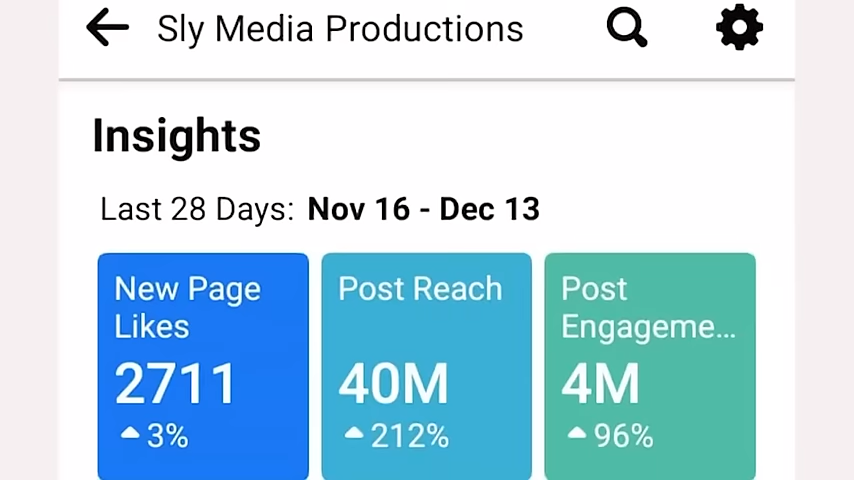 Sly Media Productions
Insights
Last 28 Days: Nov 16 - Dec 13
New Page
Likes
2711
3%
Post Reach
40M
212%
Post
Engageme...
4M
96%